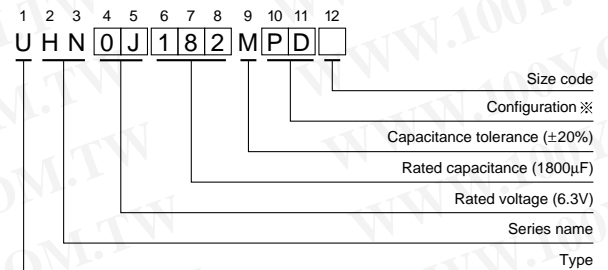 1 2 3 4 5 6 7 8 9 10 11 12
U H N 0 J 1 8 2 M P D
Size code
Configuration ※
Capacitance tolerance (±20%)
Rated capacitance (1800µF)
Rated voltage (6.3V)
Series name
Type